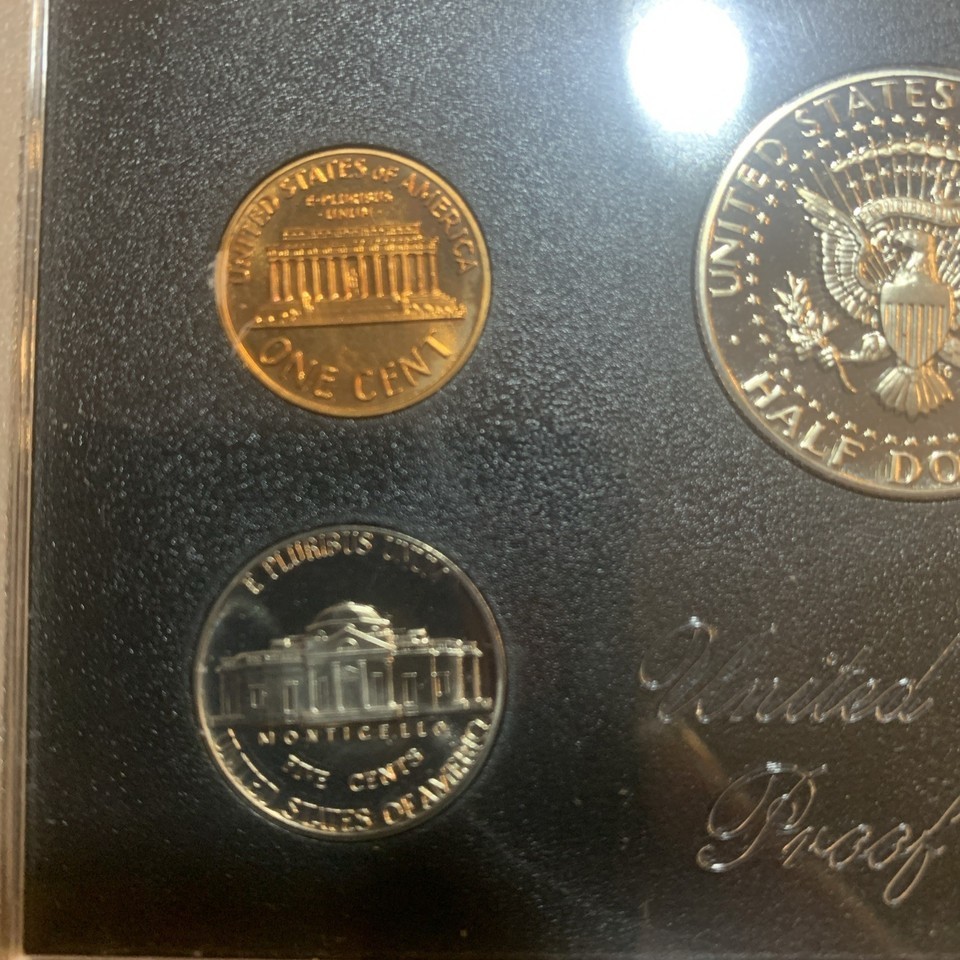 UNITED STATES OF AMERICA
E·PLURIBUS
·UNUM·
ONE CENT
UNITED STATES
HALF DO
FG
E PLURIBUS UNUM
MONTICELLO
FIVE CENTS
UNITED STATES OF AMERICA
United
Proof